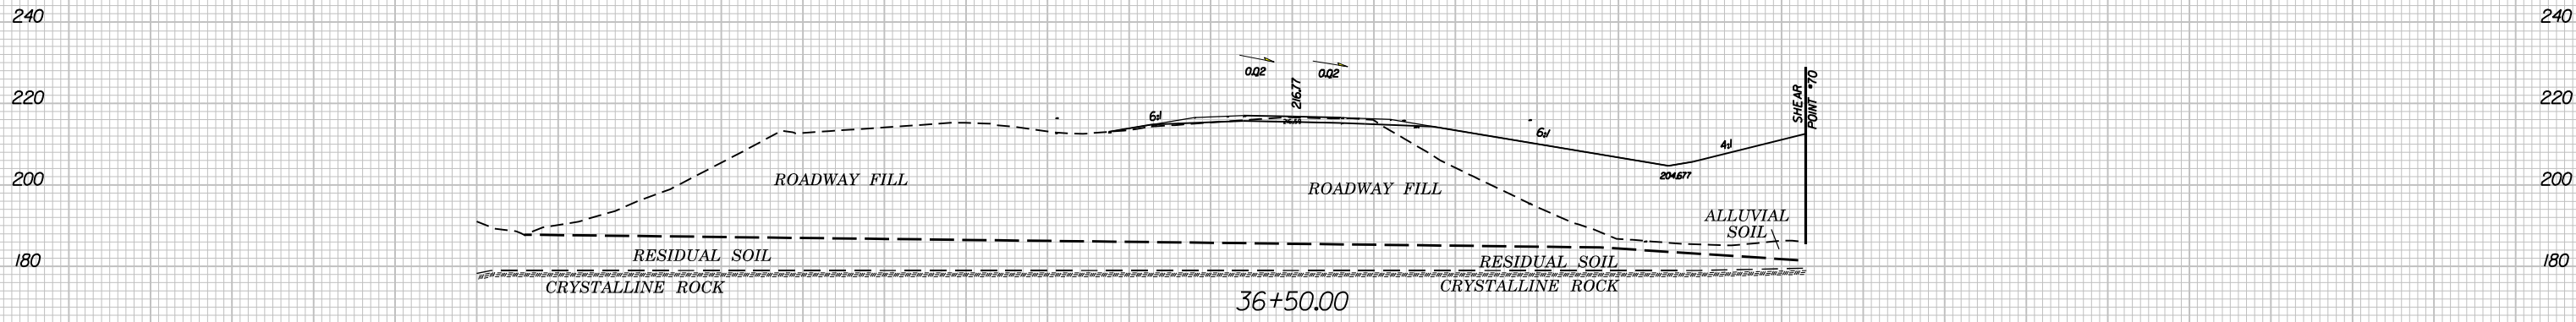 240
240
0.02
0.02
216.77
SHEAR
POINT #70
220
220
6:1
6:1
4:1
204.677
200
200
ROADWAY FILL
ROADWAY FILL
ALLUVIAL
SOIL
180
180
RESIDUAL SOIL
RESIDUAL SOIL
CRYSTALLINE ROCK
CRYSTALLINE ROCK
36+50.00